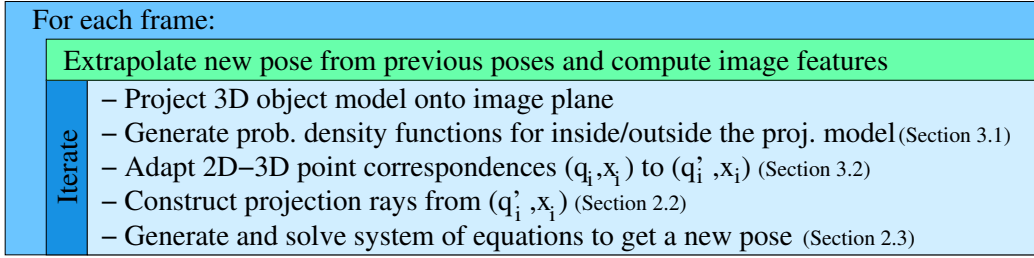 For each frame:
Extrapolate new pose from previous poses and compute image features
Iterate
– Project 3D object model onto image plane
– Generate prob. density functions for inside/outside the proj. model (Section 3.1)
– Adapt 2D–3D point correspondences (q_i,x_i) to (q'_i,x_i) (Section 3.2)
– Construct projection rays from (q'_i,x_i) (Section 2.2)
– Generate and solve system of equations to get a new pose (Section 2.3)